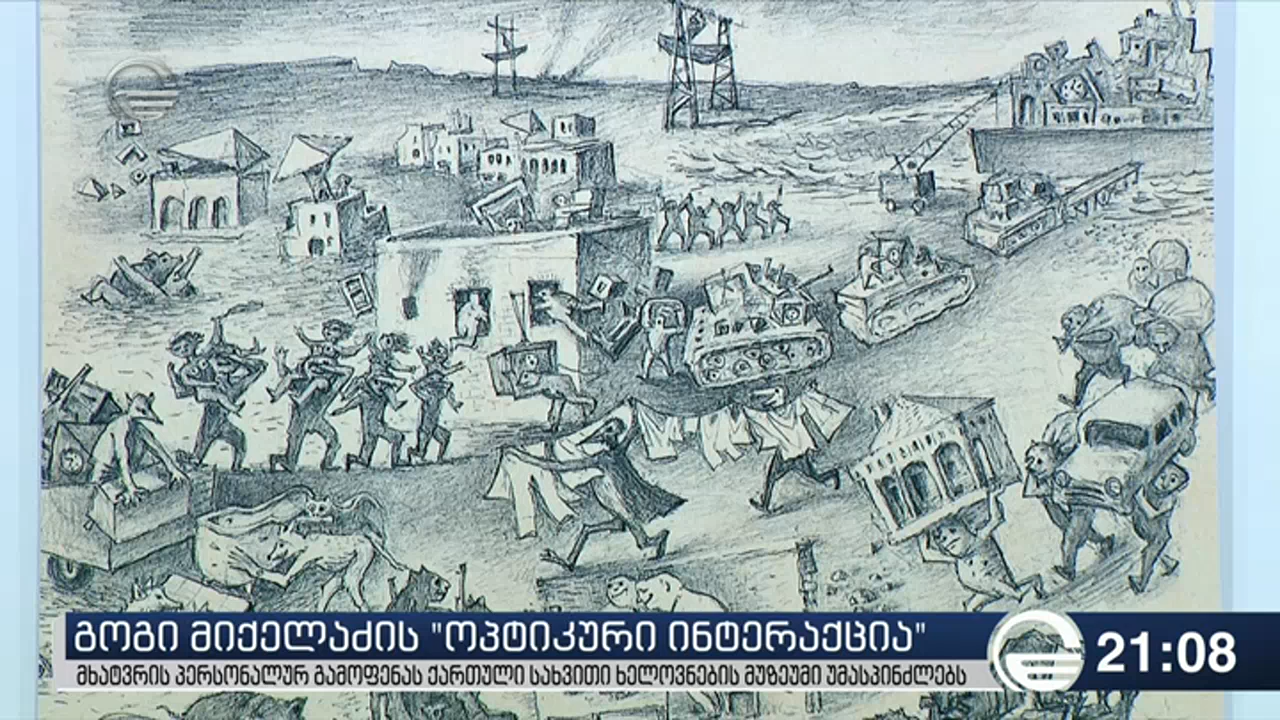 გოგი მიქელაძის "ოპტიკური ინტერაქცია"
მხატვრის პერსონალურ გამოფენას ქართული სახვითი ხელოვნების მუზეუმი უმასპინძლებს
21:08